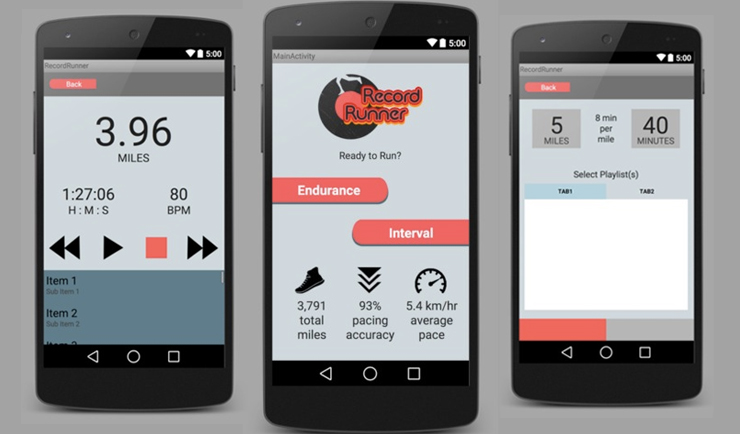 5:00
RecordRunner
Back
3.96
MILES
1:27:06
H : M : S
80
BPM
Item 1
Sub Item 1
Item 2
Sub Item 2
5:00
MainActivity
Record
Runner
Ready to Run?
Endurance
Interval
3,791
total
miles
93%
pacing
accuracy
5.4 km/hr
average
pace
5:00
RecordRunner
Back
5
MILES
8 min
per
mile
40
MINUTES
Select Playlist(s)
TAB1
TAB2